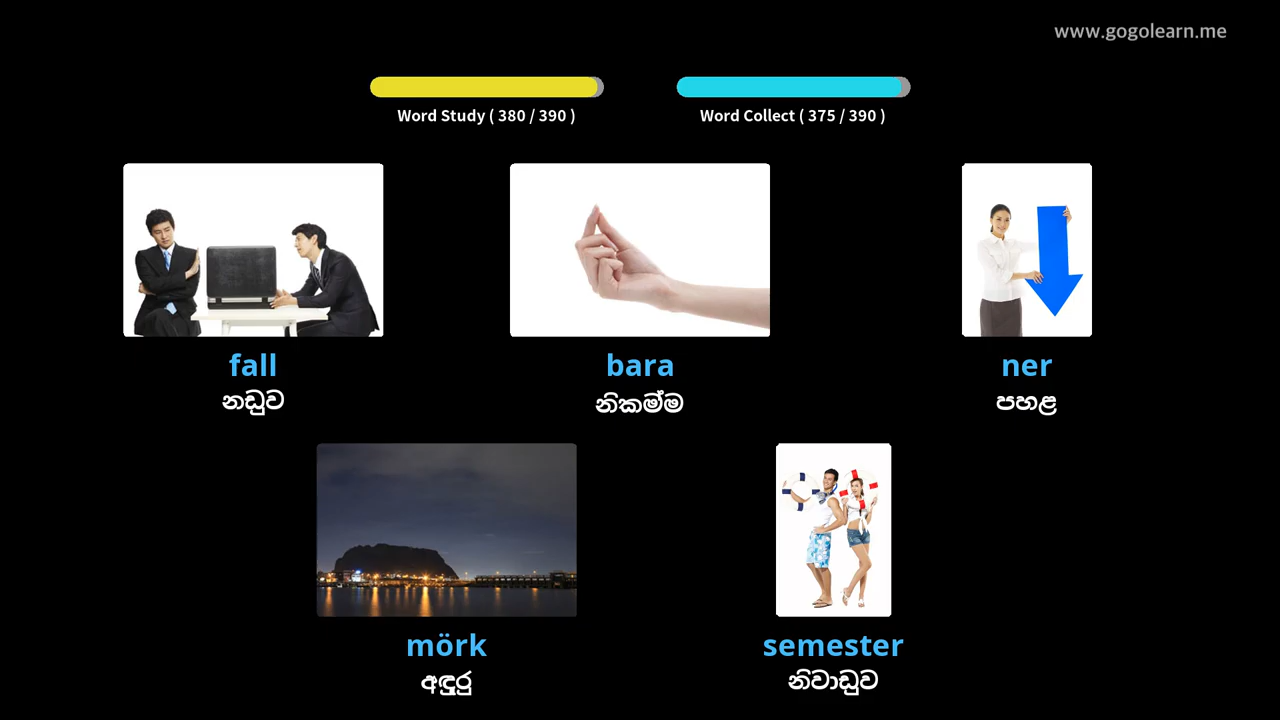 www.gogolearn.me
Word Study ( 380 / 390 )
Word Collect ( 375 / 390 )
fall
bara
ner
නඩුව
නිකම්ම
පහළ
mörk
semester
අඳුරු
නිවාඩුව